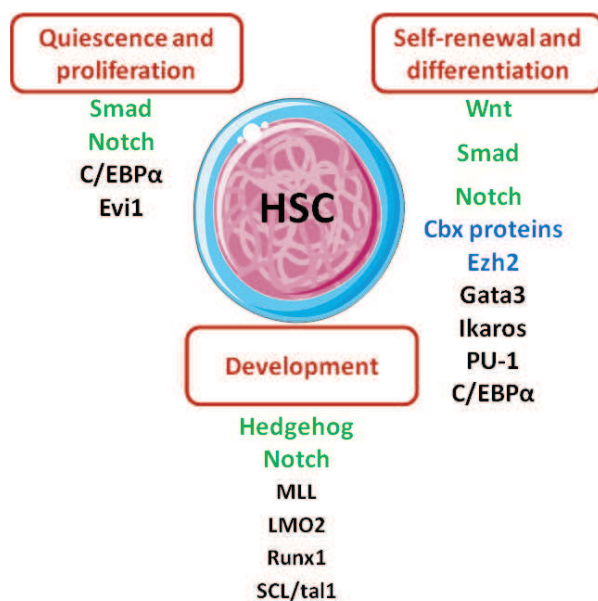 Quiescence and
proliferation
Smad
Notch
C/EBPα
Evi1
Self-renewal and
differentiation
Wnt
Smad
Notch
Cbx proteins
Ezh2
Gata3
Ikaros
PU-1
C/EBPα
HSC
Development
Hedgehog
Notch
MLL
LMO2
Runx1
SCL/tal1